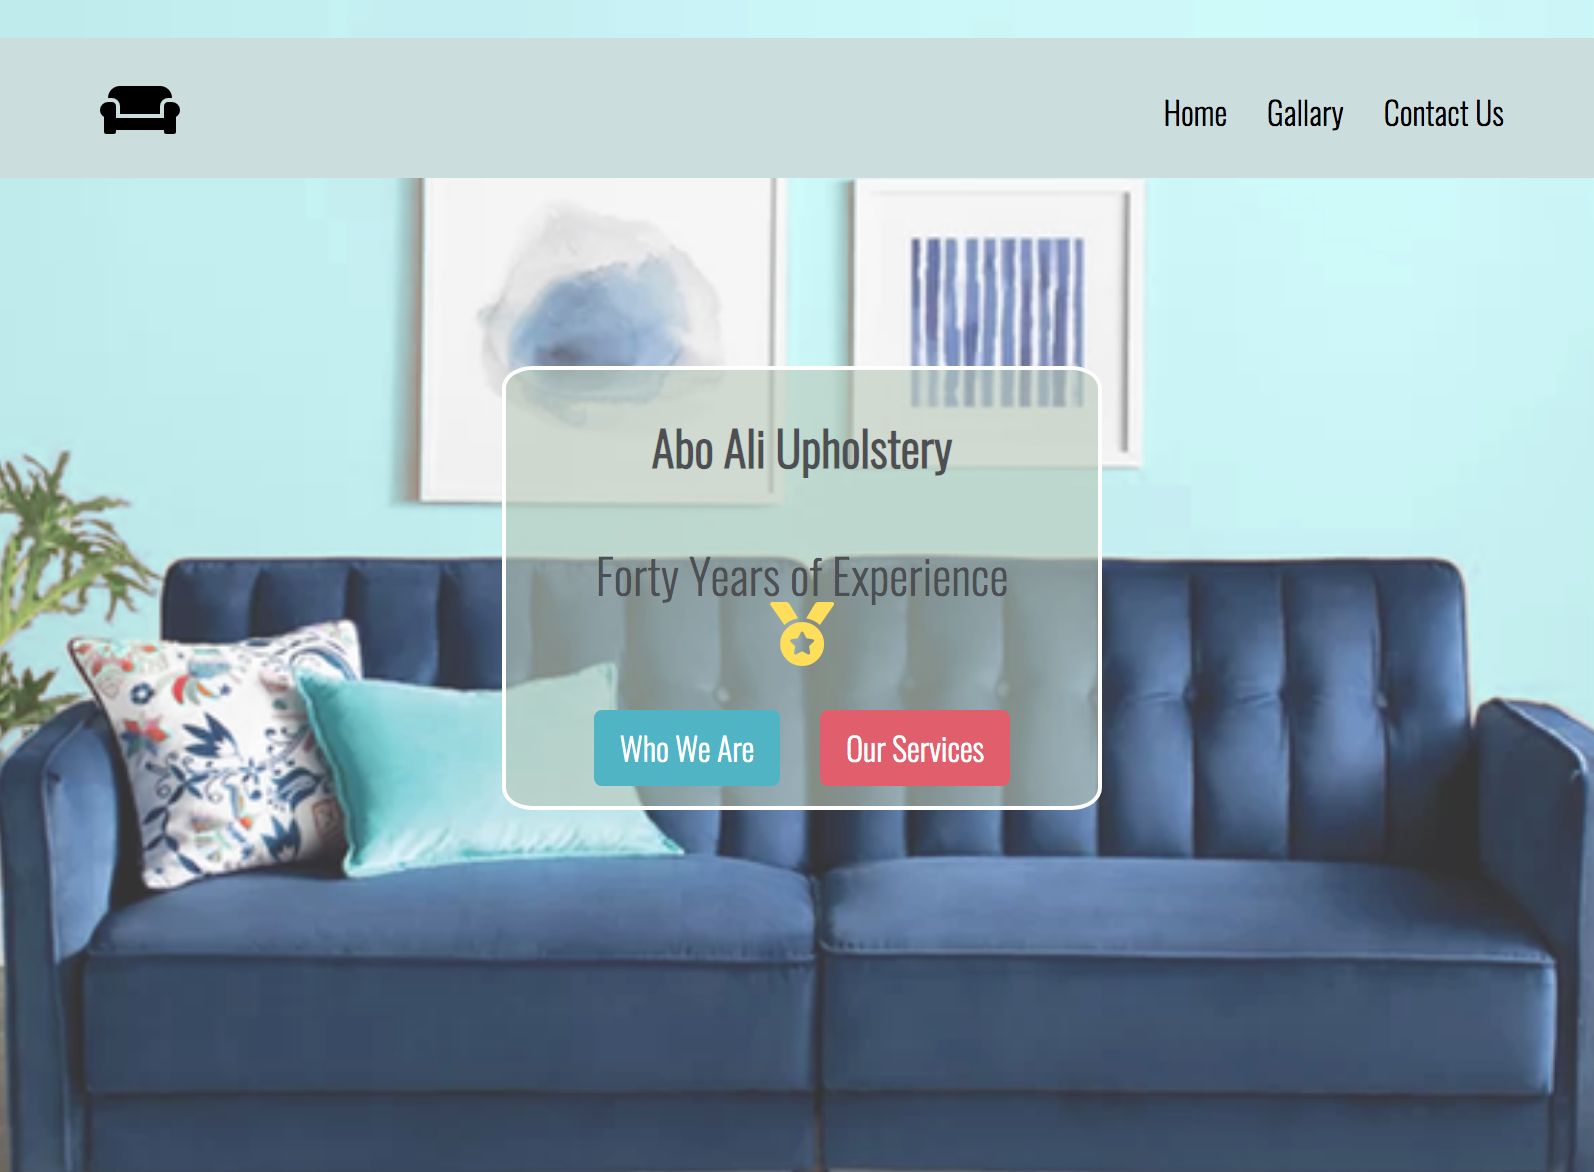 Home Gallary Contact Us
Abo Ali Upholstery
Forty Years of Experience
Who We Are Our Services